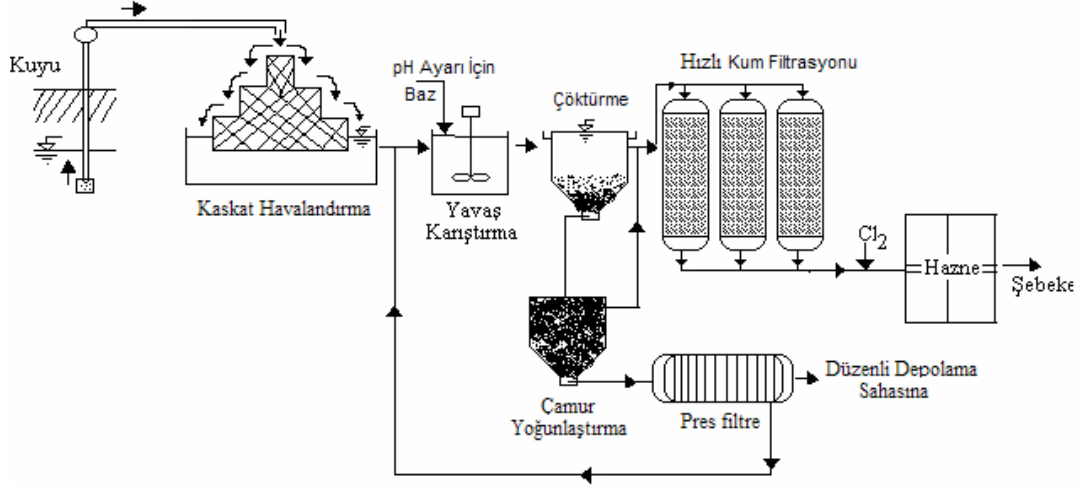 Kuyu
Kaskat Havalandırma
pH Ayarı İçin
Baz
Yavaş
Karıştırma
Çöktürme
Hızlı Kum Filtrasyonu
Cl2
Hazne
Şebeke
Çamur
Yoğunlaştırma
Pres filtre
Düzenli Depolama
Sahasına